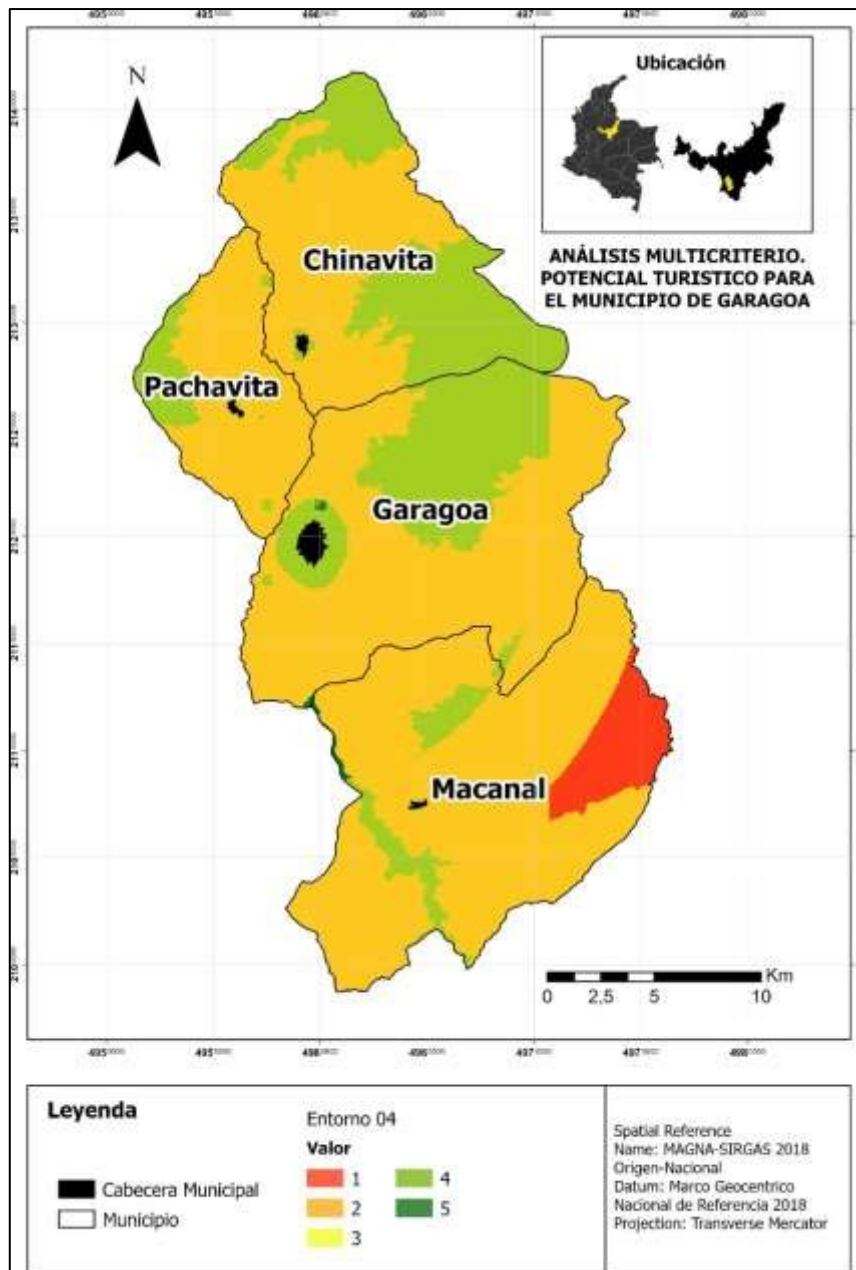 N
Ubicación
ANÁLISIS MULTICRITERIO.
POTENCIAL TURISTICO PARA
EL MUNICIPIO DE GARAGOA
Chinavita
Pachavita
Garagoa
Macanal
Km
0 2,5 5 10
Leyenda
Cabecera Municipal
Municipio
Entorno 04
Valor
1
2
3
4
5
Spatial Reference
Name: MAGNA-SIRGAS 2018
Origen-Nacional
Datum: Marco Geocentrico
Nacional de Referencia 2018
Projection: Transverse Mercator